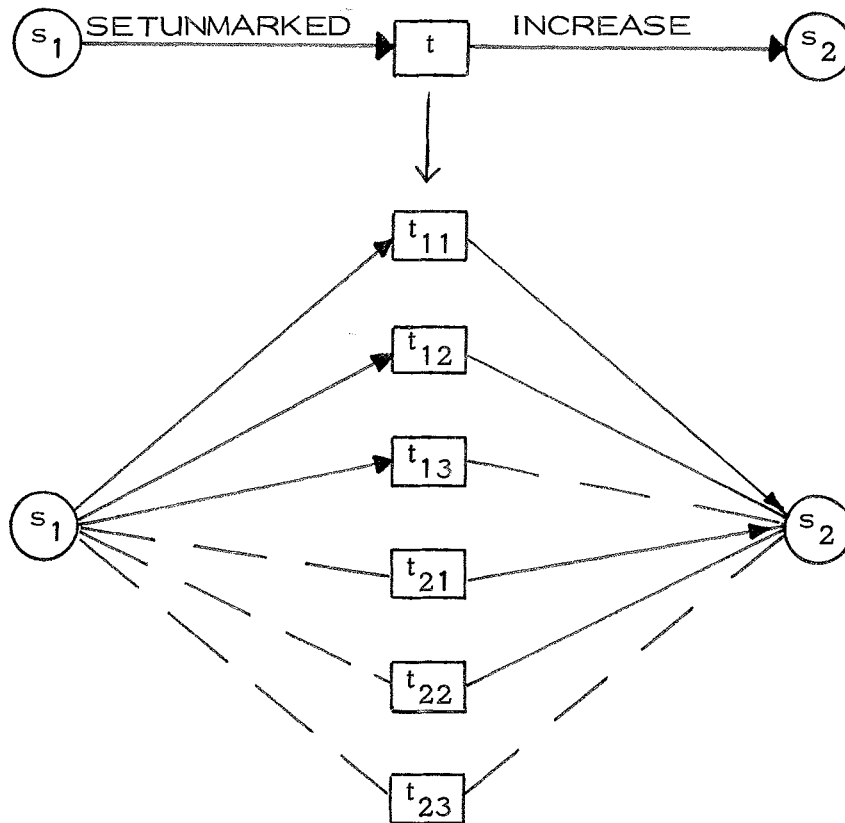 s1 SETUNMARKED t INCREASE s2
t11
t12
t13
s1 s2
t21
t22
t23